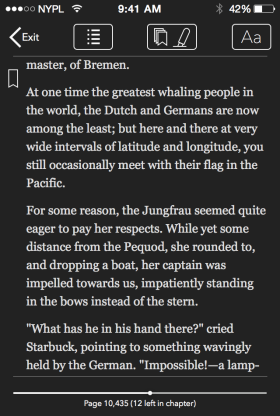 NYPL 9:41 AM 42%
Exit Aa
master, of Bremen.
At one time the greatest whaling people in
the world, the Dutch and Germans are now
among the least; but here and there at very
wide intervals of latitude and longitude, you
still occasionally meet with their flag in the
Pacific.
For some reason, the Jungfrau seemed quite
eager to pay her respects. While yet some
distance from the Pequod, she rounded to,
and dropping a boat, her captain was
impelled towards us, impatiently standing
in the bows instead of the stern.
"What has he in his hand there?" cried
Starbuck, pointing to something wavingly
held by the German. "Impossible!—a lamp-
Page 10,435 (12 left in chapter)